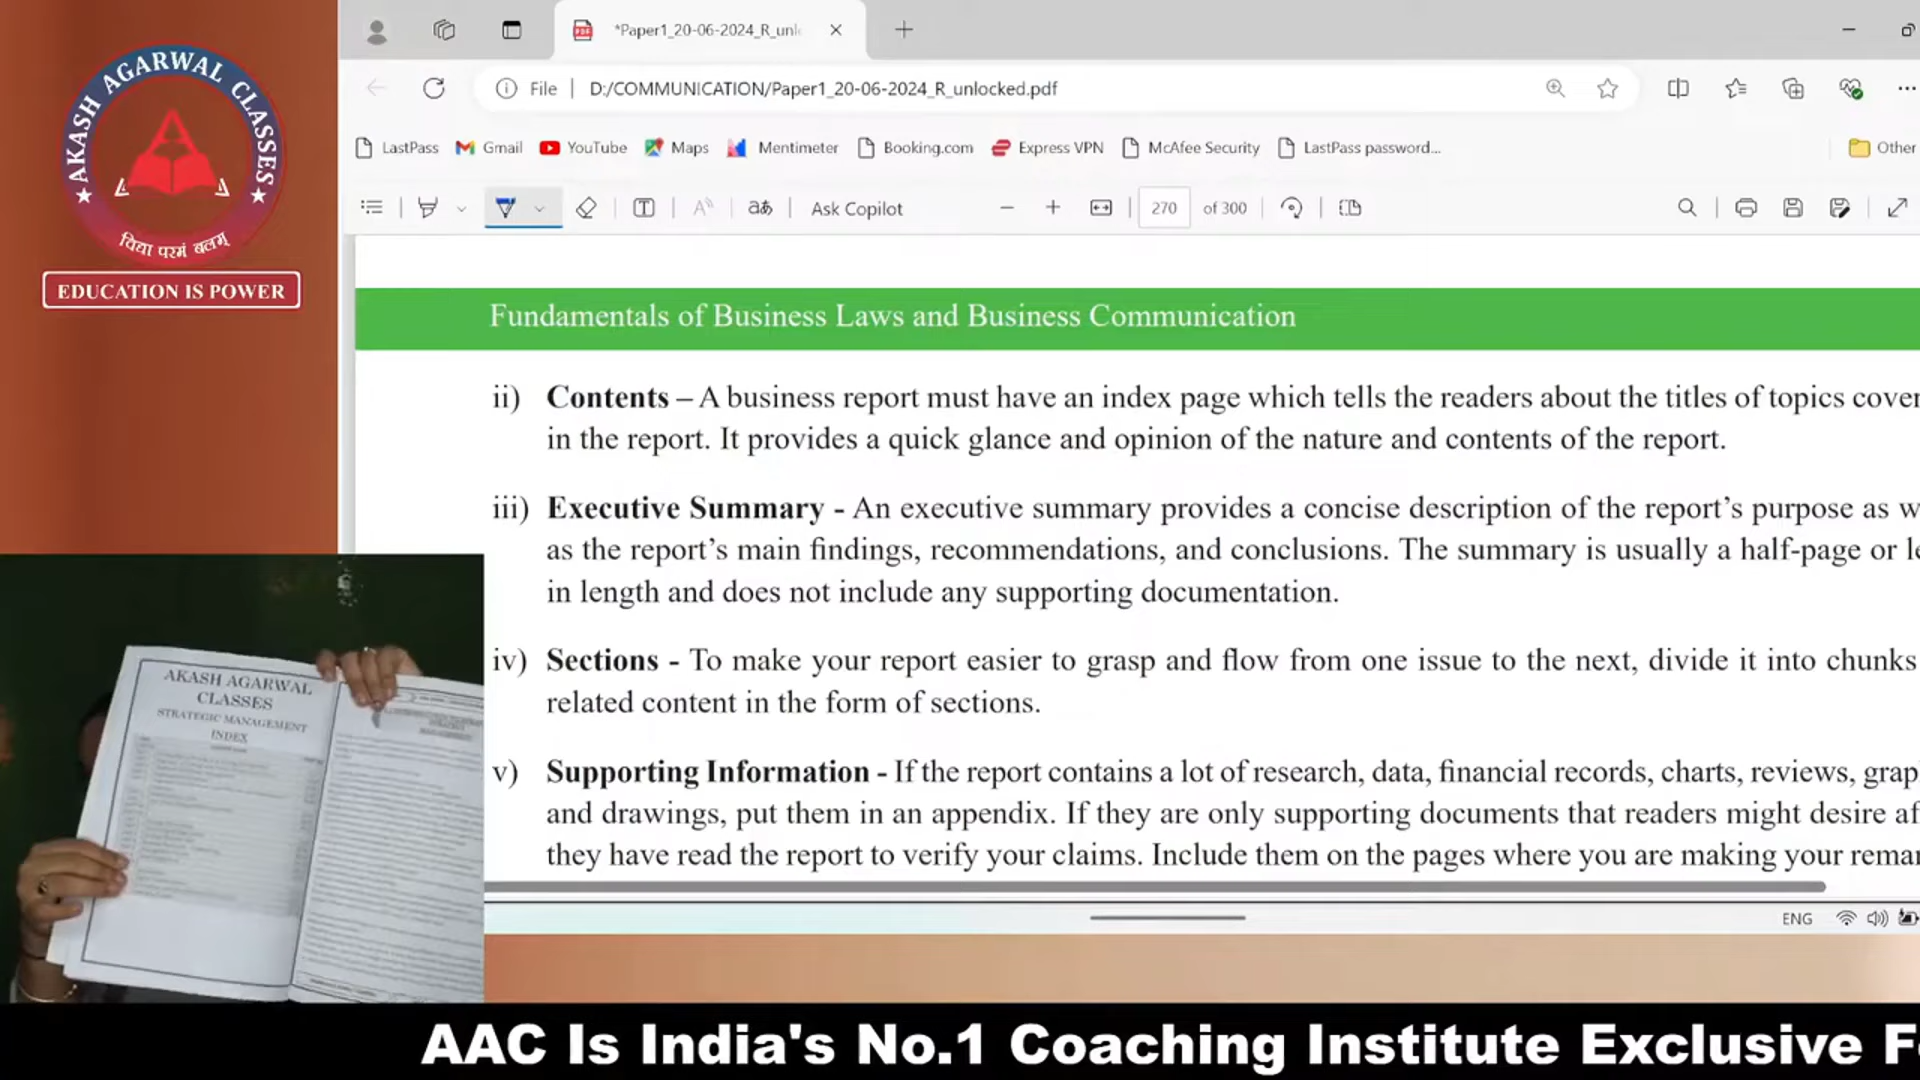 AKASH AGARWAL CLASSES
विद्या परमं बलम्
EDUCATION IS POWER
*Paper1_20-06-2024_R_unl
File
D:/COMMUNICATION/Paper1_20-06-2024_R_unlocked.pdf
LastPass
Gmail
YouTube
Maps
Mentimeter
Booking.com
Express VPN
McAfee Security
LastPass password...
Other
Ask Copilot
270 of 300
Fundamentals of Business Laws and Business Communication
ii) Contents – A business report must have an index page which tells the readers about the titles of topics cover
in the report. It provides a quick glance and opinion of the nature and contents of the report.
iii) Executive Summary - An executive summary provides a concise description of the report's purpose as w
as the report's main findings, recommendations, and conclusions. The summary is usually a half-page or le
in length and does not include any supporting documentation.
iv) Sections - To make your report easier to grasp and flow from one issue to the next, divide it into chunks
related content in the form of sections.
v) Supporting Information - If the report contains a lot of research, data, financial records, charts, reviews, grap
and drawings, put them in an appendix. If they are only supporting documents that readers might desire af
they have read the report to verify your claims. Include them on the pages where you are making your remar
AKASH AGARWAL
CLASSES
STRATEGIC MANAGEMENT
INDEX
ENG
AAC Is India's No.1 Coaching Institute Exclusive F